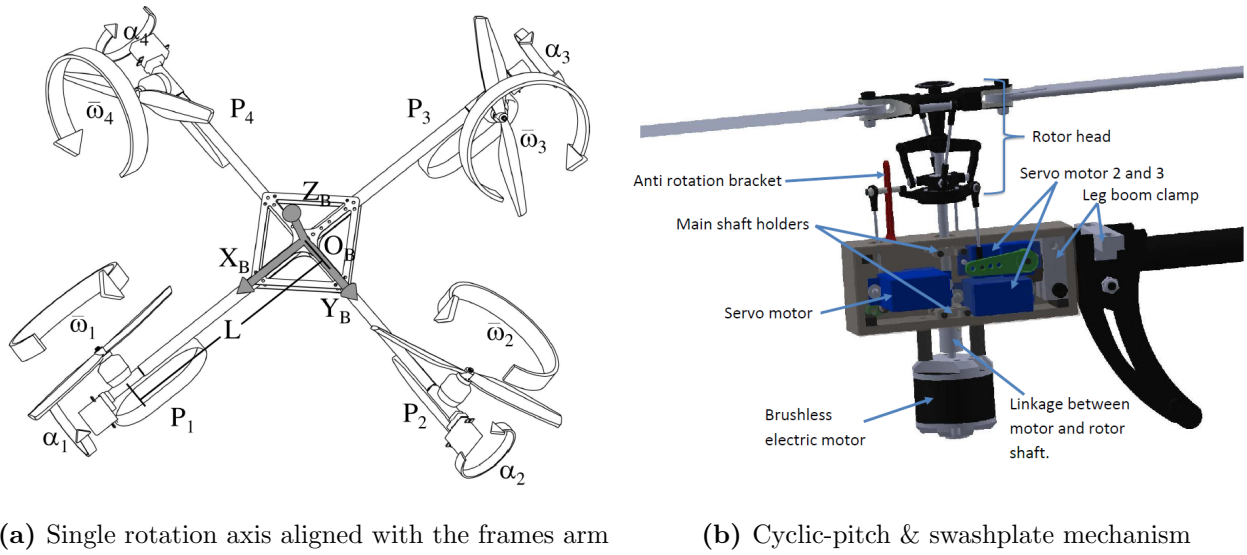 α4
ω̅4
P4
P3
α3
ω̅3
ZB
OB
XB
YB
L
ω̅1
ω̅2
P1
α1
P2
α2
(a) Single rotation axis aligned with the frames arm
Rotor head
Anti rotation bracket
Servo motor 2 and 3
Leg boom clamp
Main shaft holders
Servo motor
Brushless
electric motor
Linkage between
motor and rotor
shaft.
(b) Cyclic-pitch & swashplate mechanism